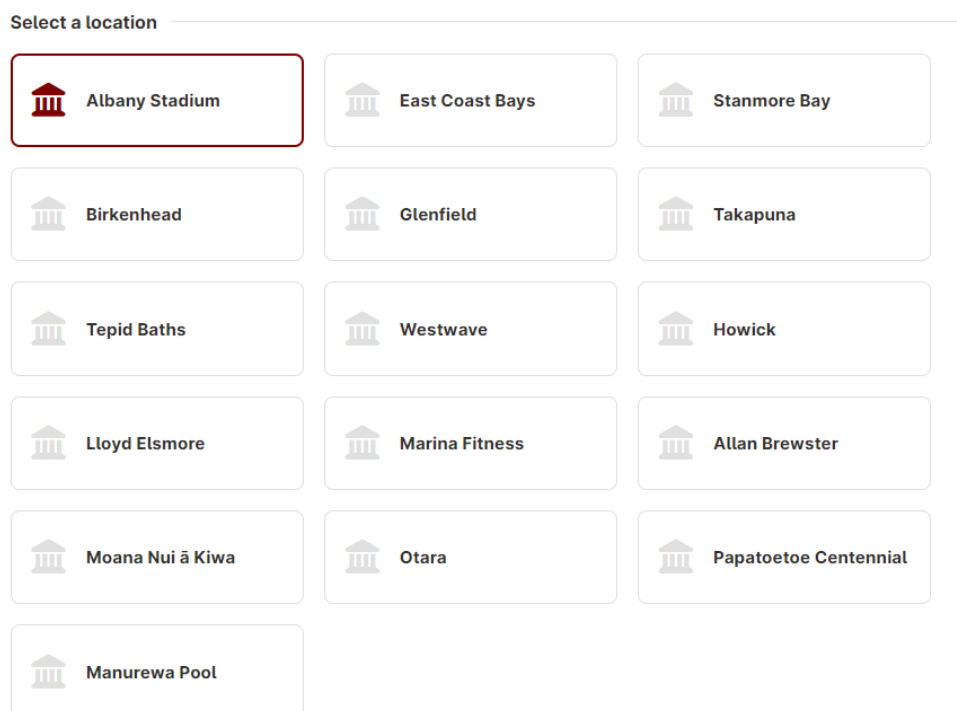 Select a location
Albany Stadium
East Coast Bays
Stanmore Bay
Birkenhead
Glenfield
Takapuna
Tepid Baths
Westwave
Howick
Lloyd Elsmore
Marina Fitness
Allan Brewster
Moana Nui ā Kiwa
Otara
Papatoetoe Centennial
Manurewa Pool